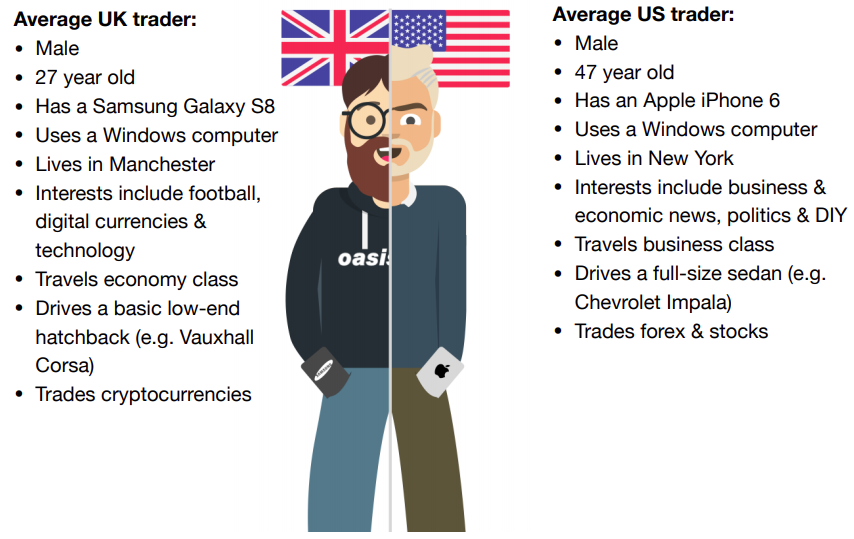 Average UK trader:
• Male
• 27 year old
• Has a Samsung Galaxy S8
• Uses a Windows computer
• Lives in Manchester
• Interests include football,
digital currencies &
technology
• Travels economy class
• Drives a basic low-end
hatchback (e.g. Vauxhall
Corsa)
• Trades cryptocurrencies
oasis
Average US trader:
• Male
• 47 year old
• Has an Apple iPhone 6
• Uses a Windows computer
• Lives in New York
• Interests include business &
economic news, politics & DIY
• Travels business class
• Drives a full-size sedan (e.g.
Chevrolet Impala)
• Trades forex & stocks